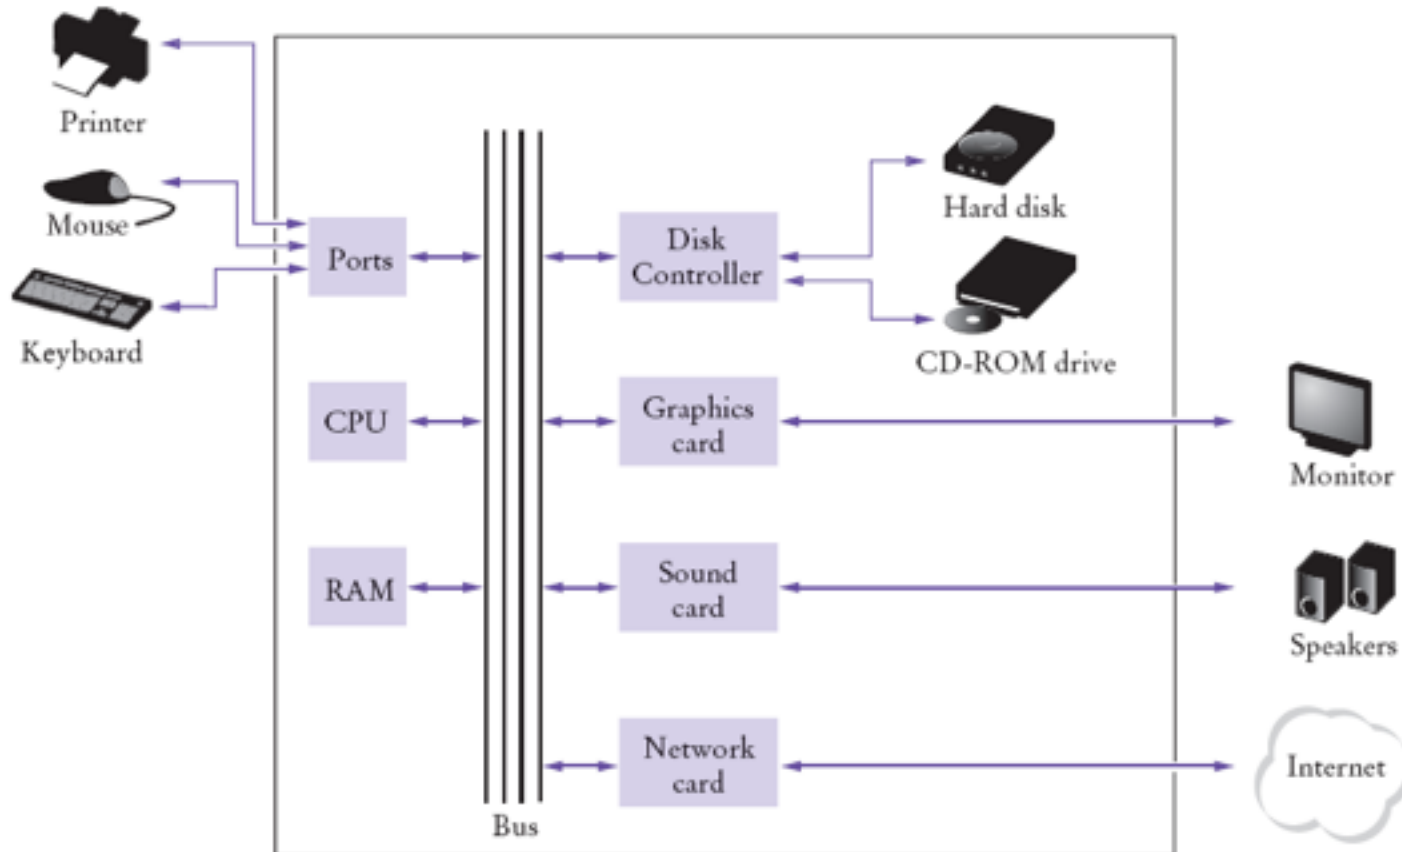 Printer
Mouse
Keyboard
Ports
CPU
RAM
Bus
Disk
Controller
Graphics
card
Sound
card
Network
card
Hard disk
CD-ROM drive
Monitor
Speakers
Internet